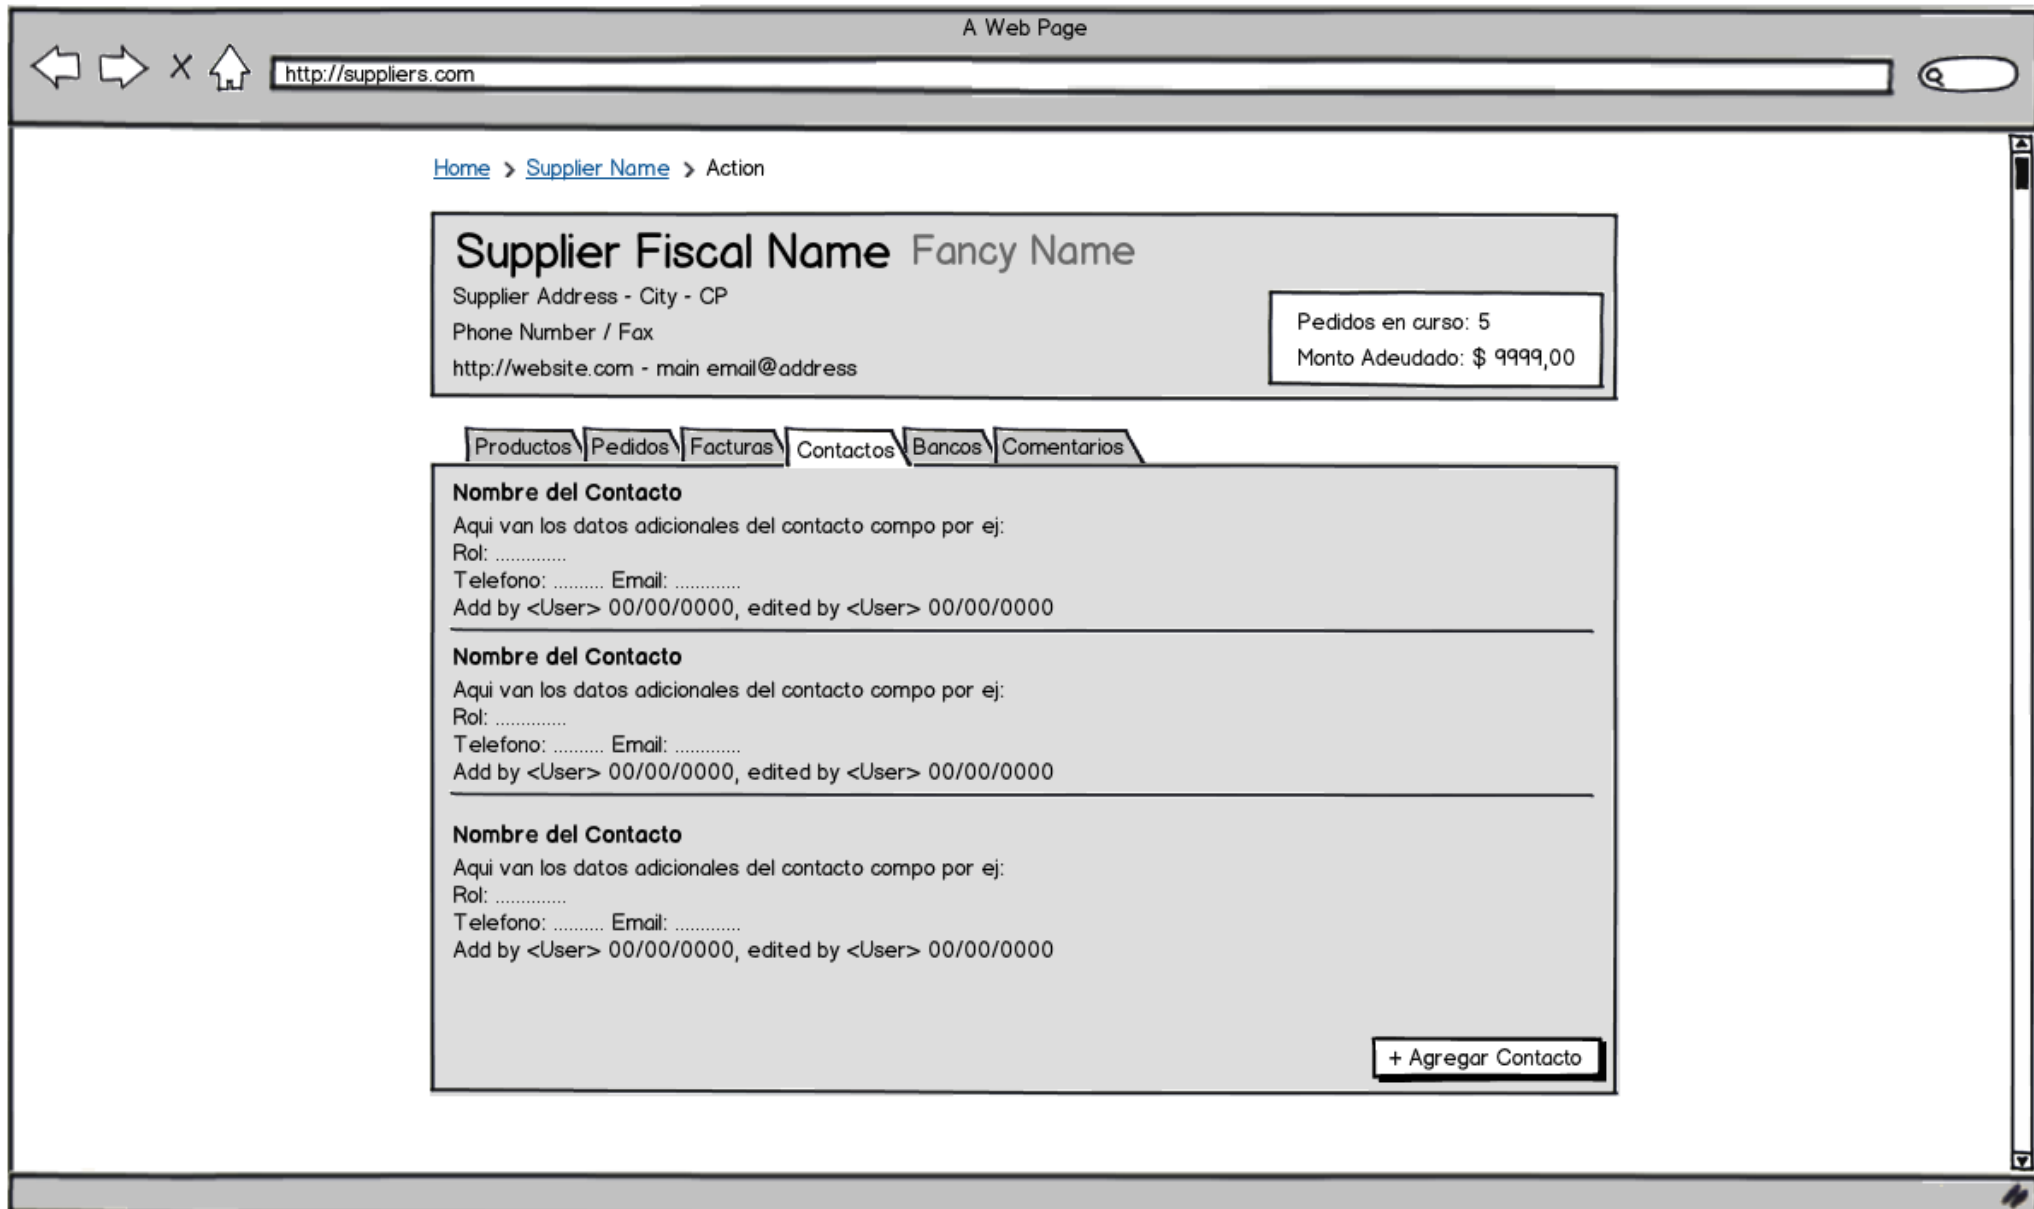 A Web Page
http://suppliers.com
Home > Supplier Name > Action
Supplier Fiscal Name Fancy Name
Supplier Address - City - CP
Phone Number / Fax
http://website.com - main email@address
Pedidos en curso: 5
Monto Adeudado: $ 9999,00
Productos Pedidos Facturas Contactos Bancos Comentarios
Nombre del Contacto
Aqui van los datos adicionales del contacto compo por ej:
Rol: ..............
Telefono: .......... Email: .............
Add by <User> 00/00/0000, edited by <User> 00/00/0000
Nombre del Contacto
Aqui van los datos adicionales del contacto compo por ej:
Rol: ..............
Telefono: .......... Email: .............
Add by <User> 00/00/0000, edited by <User> 00/00/0000
Nombre del Contacto
Aqui van los datos adicionales del contacto compo por ej:
Rol: ..............
Telefono: .......... Email: .............
Add by <User> 00/00/0000, edited by <User> 00/00/0000
+ Agregar Contacto